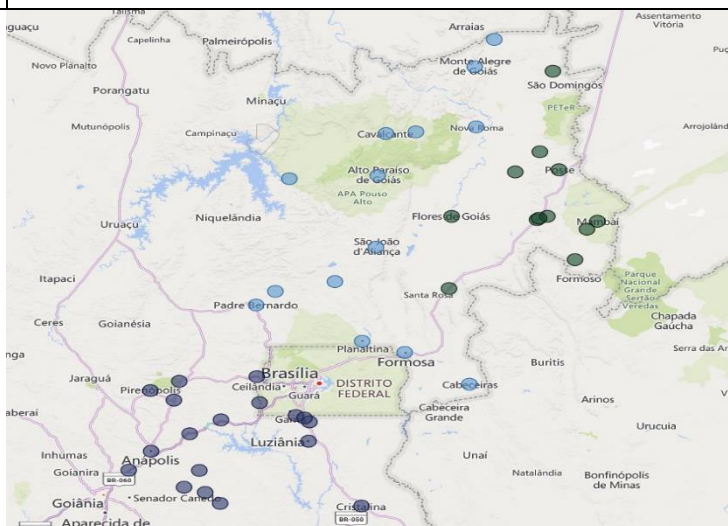 Talismã
Arraias
Assentamento
Vitória
Capelinha
Palmeirópolis
Novo Planalto
Monte Alegre
de Goiás
São Domingos
Porangatu
Minaçu
PETeR
Mutunópolis
Campinaçu
Cavalcante
Nova Roma
Alto Paraíso
de Goiás
Posse
APA Pouso
Alto
Niquelândia
Flores de Goiás
Mambaí
Uruaçu
São João
d'Aliança
Itapaci
Santa Rosa
Formoso
Parque
Nacional
Grande
Sertão
Veredas
Padre Bernardo
Ceres
Goianésia
Chapada
Gaúcha
Planaltina
Formosa
Buritis
Serra das
Jaraguá
Brasília
Ceilândia
DISTRITO
FEDERAL
Pirenópolis
Guará
Cabeceiras
Arinos
Cabeceira
Grande
Urucuia
Luziânia
Inhumas
Anápolis
Unaí
Goianira
BR-060
Natalândia
Bonfinópolis
de Minas
Senador Canedo
Goiânia
Cristalina
BR-050
Aparecida de